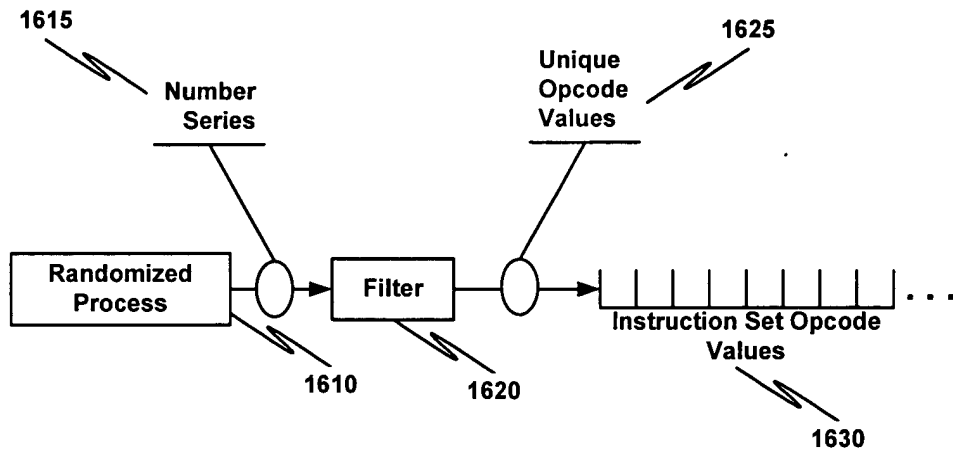 1615
1625
Number
Series
Unique
Opcode
Values
Randomized
Process
Filter
Instruction Set Opcode
Values
1610
1620
1630